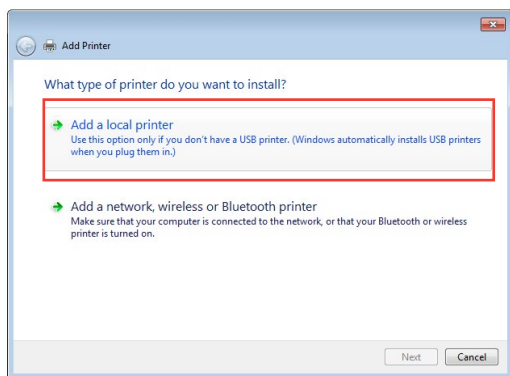 Add Printer
What type of printer do you want to install?
Add a local printer
Use this option only if you don't have a USB printer. (Windows automatically installs USB printers
when you plug them in.)
Add a network, wireless or Bluetooth printer
Make sure that your computer is connected to the network, or that your Bluetooth or wireless
printer is turned on.
Next Cancel